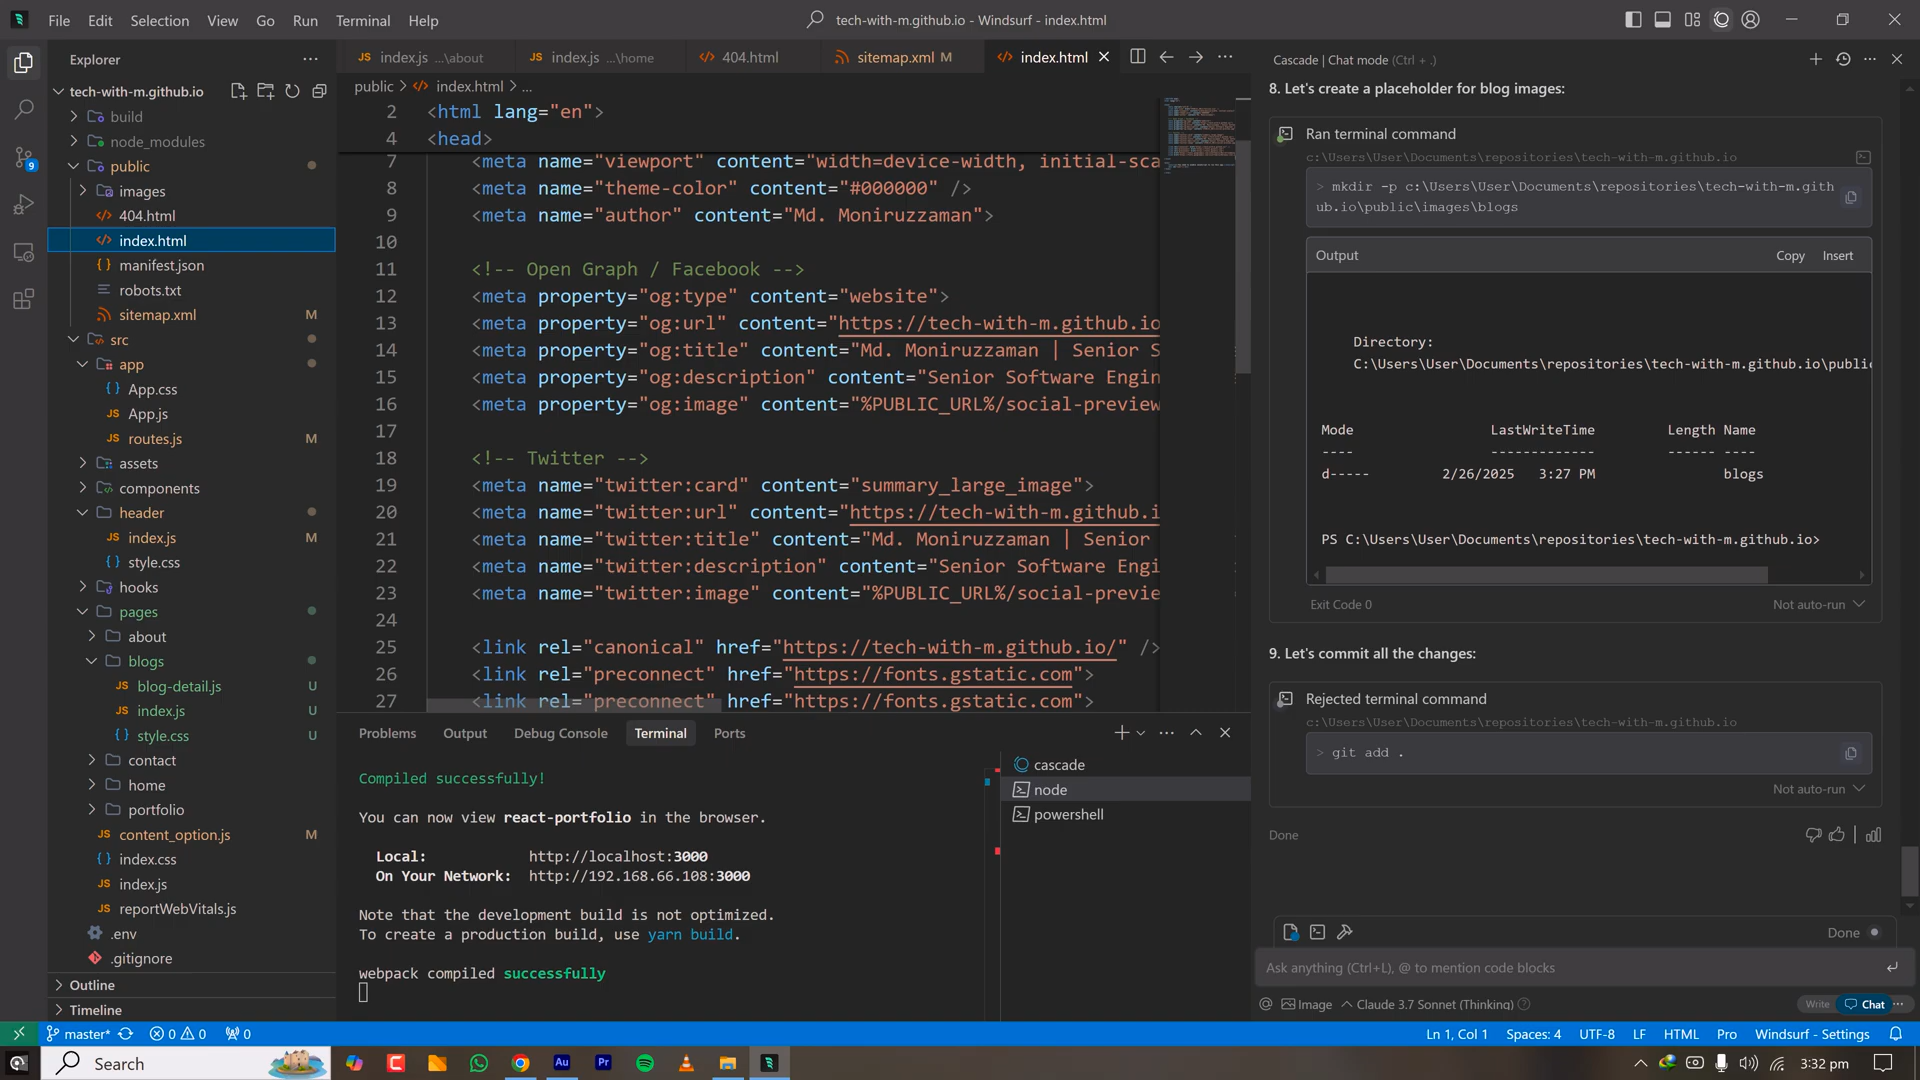 File Edit Selection View Go Run Terminal Help
tech-with-m.github.io - Windsurf - index.html
Explorer
tech-with-m.github.io
build
node_modules
public
images
404.html
index.html
manifest.json
robots.txt
sitemap.xml M
src
app
App.css
App.js
routes.js M
assets
components
header
index.js M
style.css
hooks
pages
about
blogs
blog-detail.js U
index.js U
style.css U
contact
home
portfolio
content_option.js M
index.css
index.js
reportWebVitals.js
.env
.gitignore
Outline
Timeline
index.js ...\about
index.js ...\home
404.html
sitemap.xml M
index.html
public > index.html > ...
2 <html lang="en">
4 <head>
7 <meta name="viewport" content="width=device-width, initial-sca
8 <meta name="theme-color" content="#000000" />
9 <meta name="author" content="Md. Moniruzzaman">
10
11 <!-- Open Graph / Facebook -->
12 <meta property="og:type" content="website">
13 <meta property="og:url" content="https://tech-with-m.github.io
14 <meta property="og:title" content="Md. Moniruzzaman | Senior S
15 <meta property="og:description" content="Senior Software Engin
16 <meta property="og:image" content="%PUBLIC_URL%/social-preview
17
18 <!-- Twitter -->
19 <meta name="twitter:card" content="summary_large_image">
20 <meta name="twitter:url" content="https://tech-with-m.github.i
21 <meta name="twitter:title" content="Md. Moniruzzaman | Senior
22 <meta name="twitter:description" content="Senior Software Engi
23 <meta name="twitter:image" content="%PUBLIC_URL%/social-previe
24
25 <link rel="canonical" href="https://tech-with-m.github.io/" />
26 <link rel="preconnect" href="https://fonts.gstatic.com">
27 <link rel="preconnect" href="https://fonts.gstatic.com">
Problems Output Debug Console Terminal Ports
Compiled successfully!
You can now view react-portfolio in the browser.
Local: http://localhost:3000
On Your Network: http://192.168.66.108:3000
Note that the development build is not optimized.
To create a production build, use yarn build.
webpack compiled successfully
cascade
node
powershell
Cascade | Chat mode (Ctrl + .)
8. Let's create a placeholder for blog images:
Ran terminal command
c:\Users\User\Documents\repositories\tech-with-m.github.io
> mkdir -p c:\Users\User\Documents\repositories\tech-with-m.gith
ub.io\public\images\blogs
Output Copy Insert
Directory:
C:\Users\User\Documents\repositories\tech-with-m.github.io\public
Mode LastWriteTime Length Name
---- ------------- ------ ----
d----- 2/26/2025 3:27 PM blogs
PS C:\Users\User\Documents\repositories\tech-with-m.github.io>
Exit Code 0 Not auto-run
9. Let's commit all the changes:
Rejected terminal command
c:\Users\User\Documents\repositories\tech-with-m.github.io
> git add .
Not auto-run
Done
Done
Ask anything (Ctrl+L), @ to mention code blocks
@ Image Claude 3.7 Sonnet (Thinking) Write Chat
master* 0 0 0
Ln 1, Col 1 Spaces: 4 UTF-8 LF HTML Pro Windsurf - Settings
9
Search
Au
Pr
3:32 pm